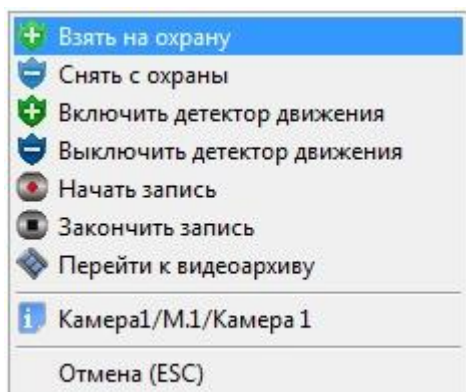 Взять на охрану
Снять с охраны
Включить детектор движения
Выключить детектор движения
Начать запись
Закончить запись
Перейти к видеоархиву
Камера1/М.1/Камера 1
Отмена (ESC)